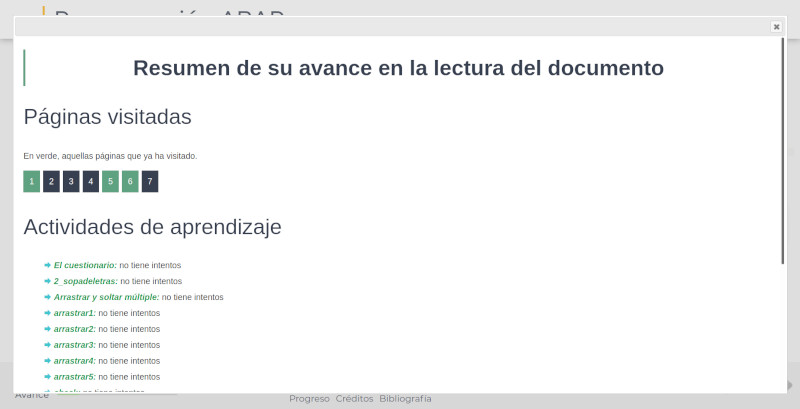 Resumen de su avance en la lectura del documento
Páginas visitadas
En verde, aquellas páginas que ya ha visitado.
1 2 3 4 5 6 7
Actividades de aprendizaje
El cuestionario: no tiene intentos
2_sopadeletras: no tiene intentos
Arrastrar y soltar múltiple: no tiene intentos
arrastrar1: no tiene intentos
arrastrar2: no tiene intentos
arrastrar3: no tiene intentos
arrastrar4: no tiene intentos
arrastrar5: no tiene intentos
no tiene intentos
Avance
Progreso Créditos Bibliografía